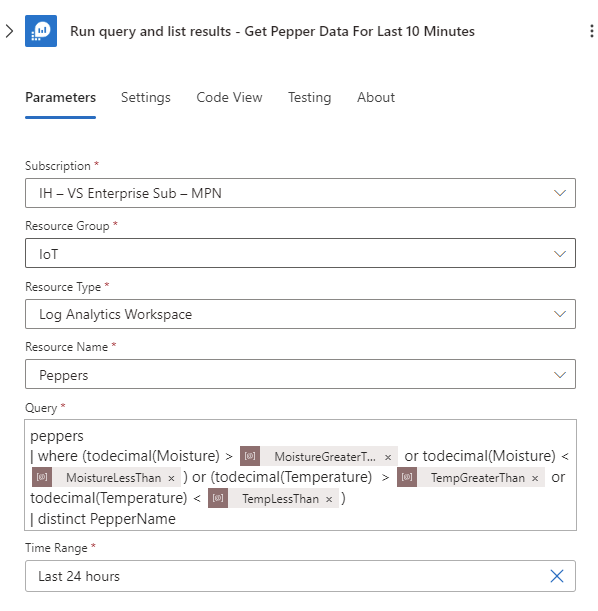 Run query and list results - Get Pepper Data For Last 10 Minutes
Parameters Settings Code View Testing About
Subscription *
IH – VS Enterprise Sub – MPN
Resource Group *
IoT
Resource Type *
Log Analytics Workspace
Resource Name *
Peppers
Query *
peppers
| where (todecimal(Moisture) > [@] MoistureGreaterT... × or todecimal(Moisture) <
[@] MoistureLessThan × ) or (todecimal(Temperature) > [@] TempGreaterThan × or
todecimal(Temperature) < [@] TempLessThan × )
| distinct PepperName
Time Range *
Last 24 hours